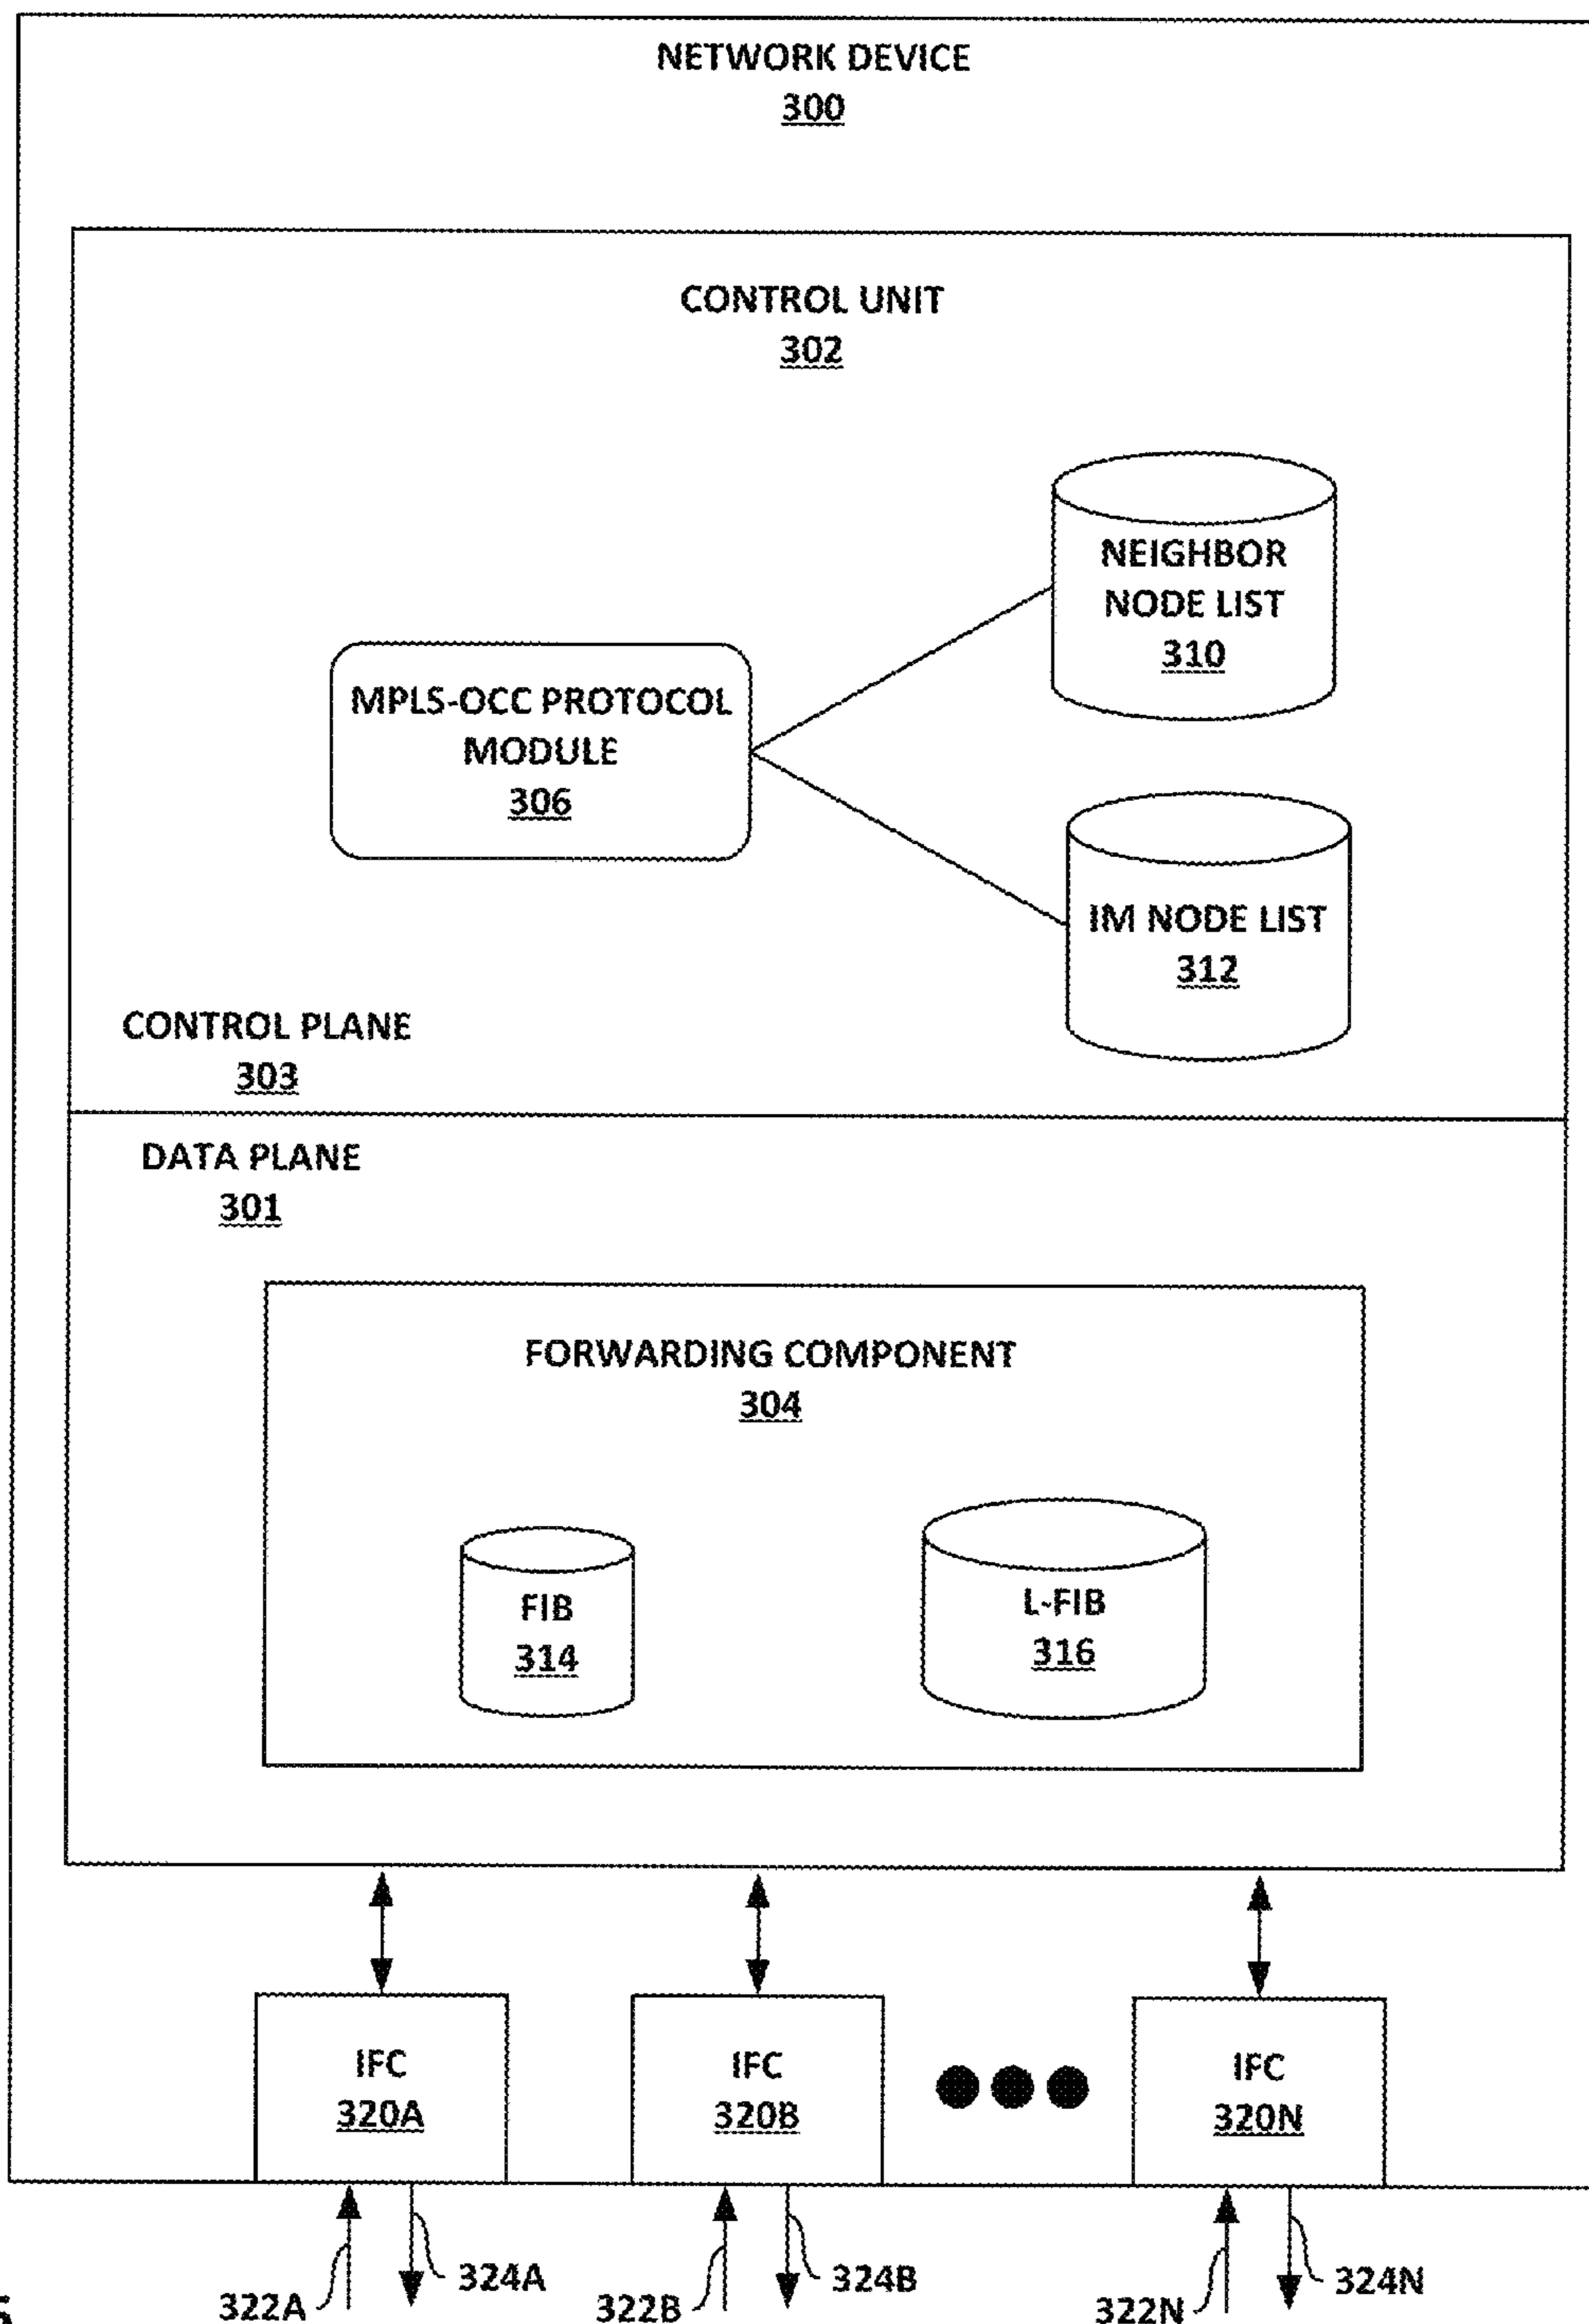 NETWORK DEVICE
300
CONTROL UNIT
302
NEIGHBOR
NODE LIST
310
MPLS-OCC PROTOCOL
MODULE
306
IM NODE LIST
312
CONTROL PLANE
303
DATA PLANE
301
FORWARDING COMPONENT
304
FIB
314
L-FIB
316
IFC
320A
IFC
320B
IFC
320N
322A
324A
322B
324B
322N
324N